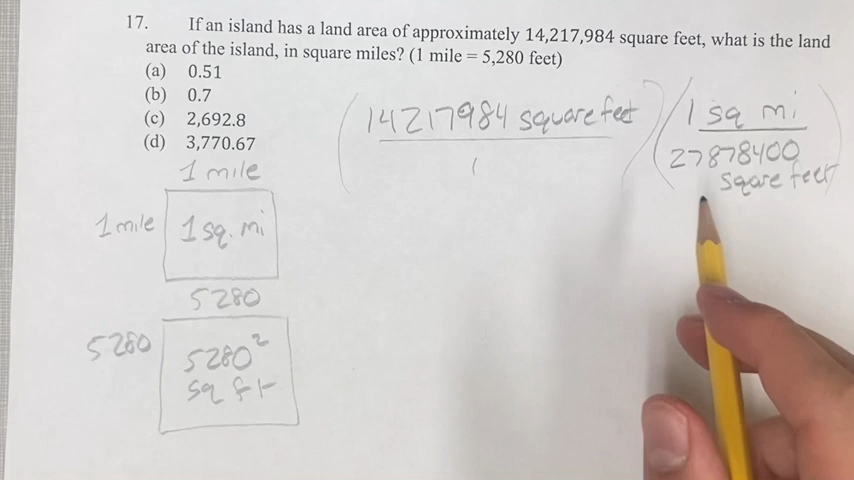 17. If an island has a land area of approximately 14,217,984 square feet, what is the land
area of the island, in square miles? (1 mile = 5,280 feet)
(a) 0.51
(b) 0.7
(c) 2,692.8
(d) 3,770.67
14217984 square feet
1
1 sq mi
27878400
sqare feet
1 mile
1 mile
1 sq. mi
5280
5280
5280²
sq ft